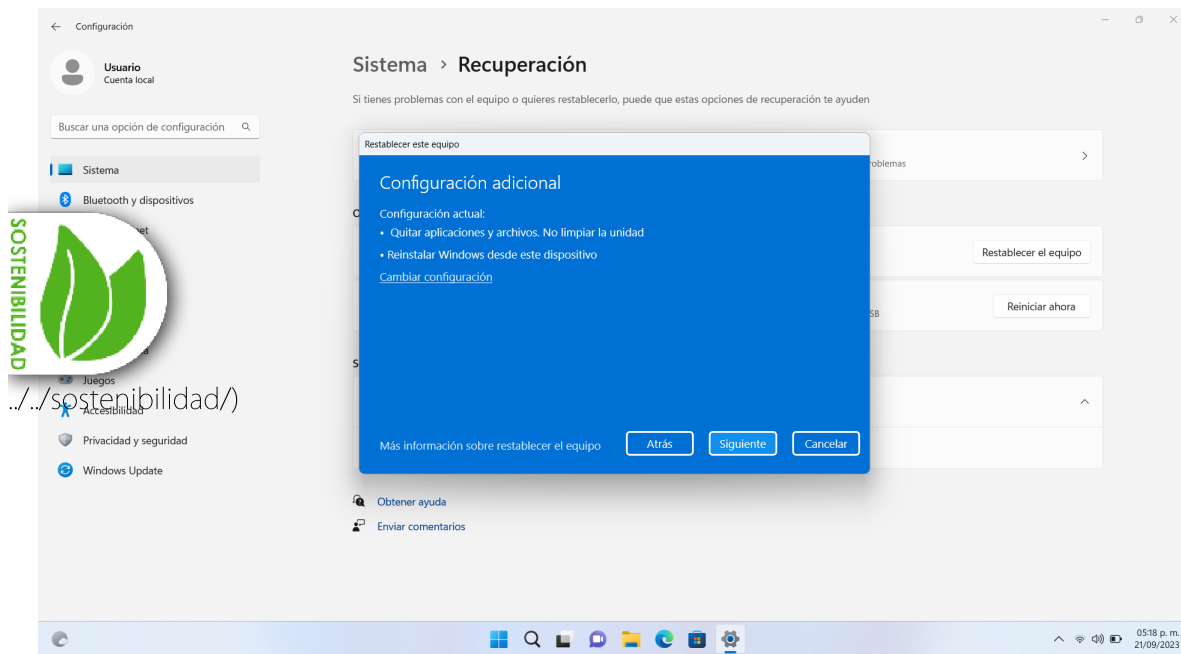 Configuración
Usuario
Cuenta local
Buscar una opción de configuración
Sistema
Bluetooth y dispositivos
SOSTENIBILIDAD
Juegos
../../sostenibilidad/)
Accesibilidad
Privacidad y seguridad
Windows Update
Sistema > Recuperación
Si tienes problemas con el equipo o quieres restablecerlo, puede que estas opciones de recuperación te ayuden
Restablecer este equipo
Configuración adicional
Configuración actual:
• Quitar aplicaciones y archivos. No limpiar la unidad
• Reinstalar Windows desde este dispositivo
Cambiar configuración
Más información sobre restablecer el equipo Atrás Siguiente Cancelar
Restablecer el equipo
Reiniciar ahora
Obtener ayuda
Enviar comentarios
05:18 p. m.
21/09/2023